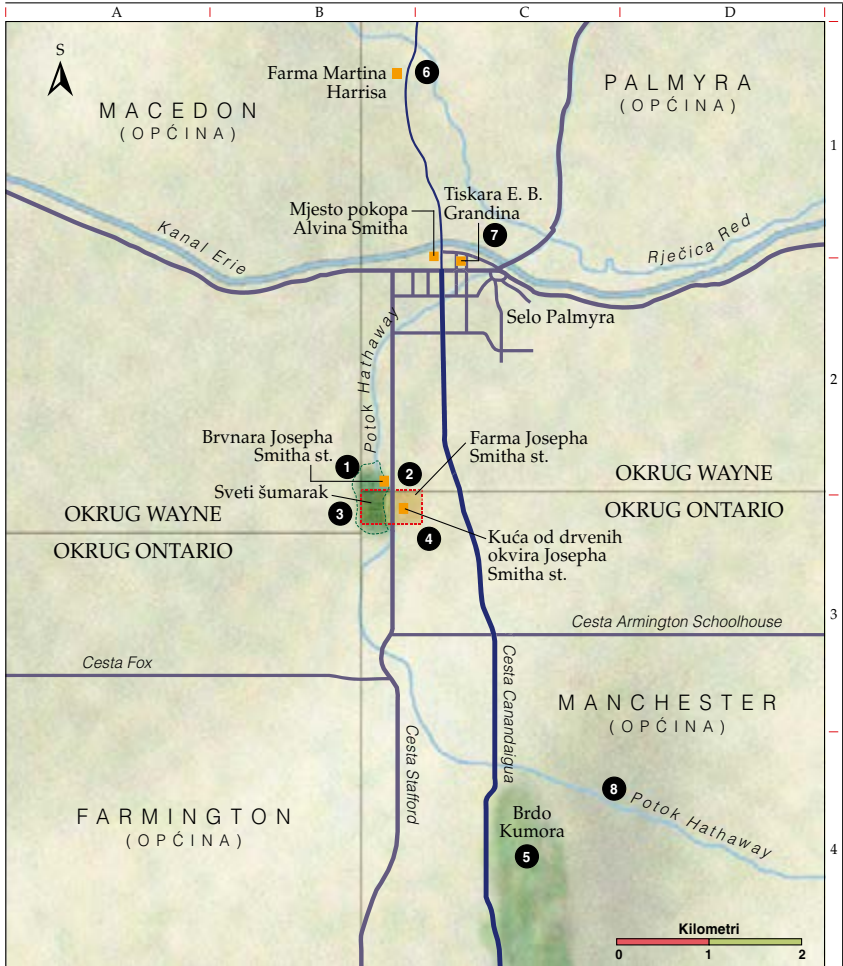 A B C D
S
Farma Martina
Harrisa
6
MACEDON
(OPĆINA)
PALMYRA
(OPĆINA)
1
Mjesto pokopa
Alvina Smitha
Tiskara E. B.
Grandina
7
Kanal Erie
Rječica Red
Selo Palmyra
Potok Hathaway
2
Brvnara Josepha
Smitha st.
1
2
Farma Josepha
Smitha st.
Sveti šumarak
3
4
OKRUG WAYNE
OKRUG ONTARIO
OKRUG WAYNE
OKRUG ONTARIO
Kuća od drvenih
okvira Josepha
Smitha st.
3
Cesta Armington Schoolhouse
Cesta Fox
Cesta Canandaigua
Cesta Stafford
MANCHESTER
(OPĆINA)
8
Potok Hathaway
FARMINGTON
(OPĆINA)
Brdo
Kumora
5
4
Kilometri
0 1 2